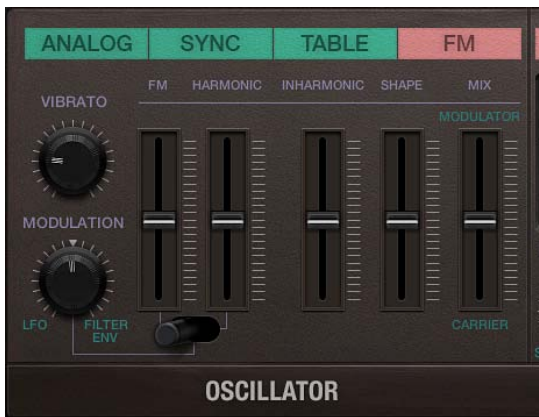 ANALOG SYNC TABLE FM
FM HARMONIC INHARMONIC SHAPE MIX
VIBRATO
MODULATOR
MODULATION
LFO FILTER ENV
CARRIER
OSCILLATOR